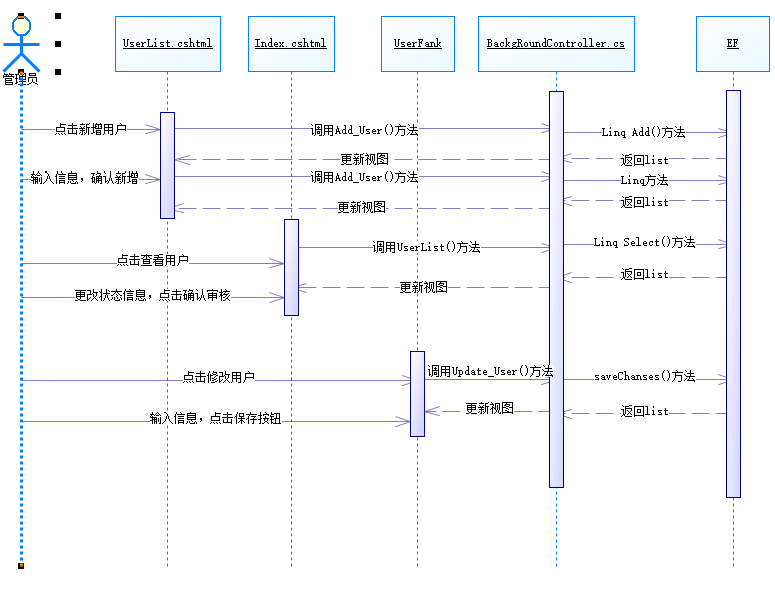 UserList.cshtml
Index.cshtml
UserFank
BackgRoundController.cs
EF
管理员
点击新增用户
调用Add_User()方法
Linq Add()方法
更新视图
返回list
输入信息，确认新增
调用Add_User()方法
Linq方法
更新视图
返回list
点击查看用户
调用UserList()方法
Linq Select()方法
更新视图
返回list
更改状态信息，点击确认审核
点击修改用户
调用Update_User()方法
saveChanses()方法
更新视图
返回list
输入信息，点击保存按钮